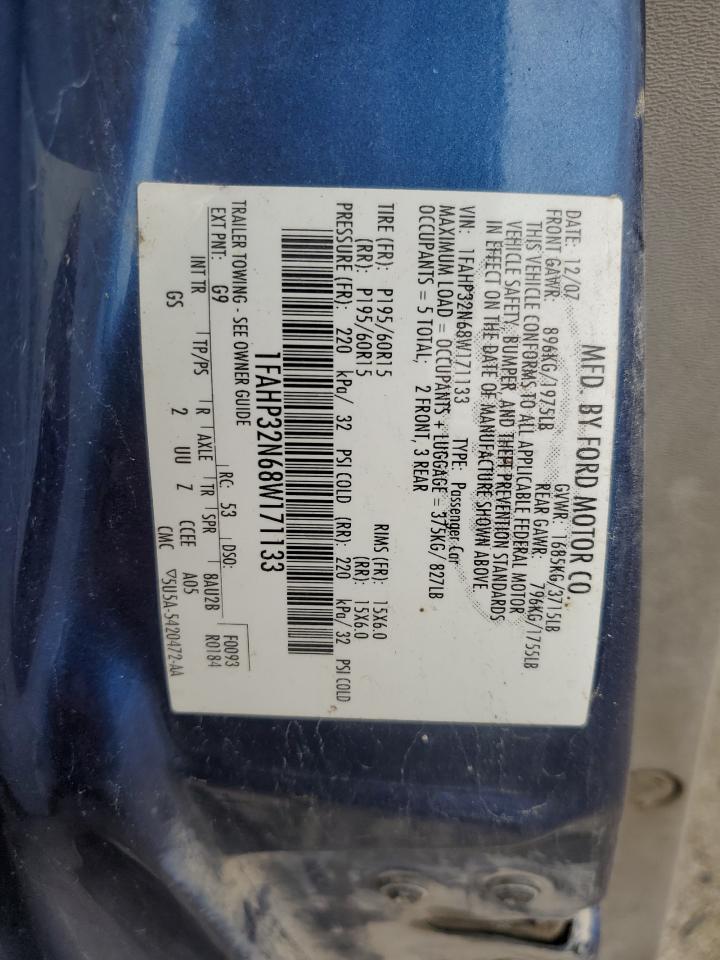 MFD. BY FORD MOTOR CO.
DATE: 12/07 GVWR: 1685KG/3715LB
FRONT GAWR: 896KG/1975LB REAR GAWR: 796KG/1755LB
THIS VEHICLE CONFORMS TO ALL APPLICABLE FEDERAL MOTOR
VEHICLE SAFETY, BUMPER, AND THEFT PREVENTION STANDARDS
IN EFFECT ON THE DATE OF MANUFACTURE SHOWN ABOVE
VIN: 1FAHP32N68W171133 TYPE: Passenger Car
MAXIMUM LOAD = OCCUPANTS + LUGGAGE = 375KG/ 827LB
OCCUPANTS = 5 TOTAL, 2 FRONT, 3 REAR
TIRE (FR): P195/60R15 RIMS (FR): 15X6.0
(RR): P195/60R15 (RR): 15X6.0
PRESSURE (FR): 220 kPa/ 32 PSI COLD (RR): 220 kPa/ 32 PSI COLD
1FAHP32N68W171133
TRAILER TOWING - SEE OWNER GUIDE
F0093
EXT PNT: G9 RC: 53 DSO: R0184
INT TR TP/PS R AXLE TR SPR 8AU2B
GS 2 UU Z CCEE A05
CMC ▽5U5A-5420472-AA